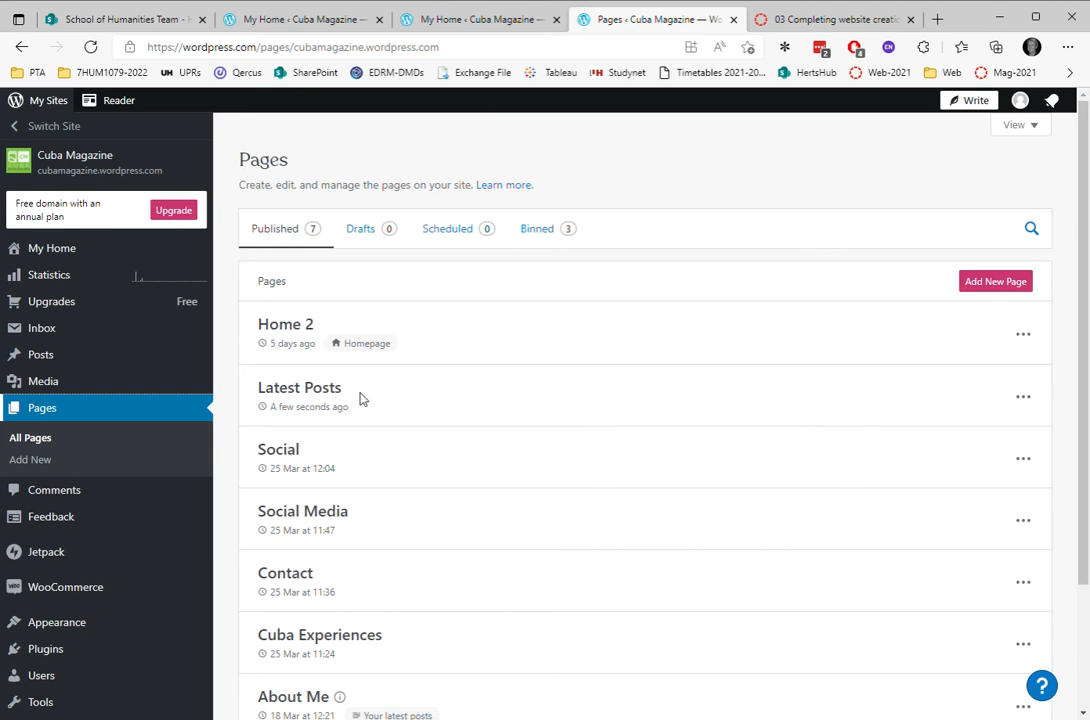 School of Humanities Team - H
My Home ‹ Cuba Magazine —
My Home ‹ Cuba Magazine —
Pages ‹ Cuba Magazine — Wo
03 Completing website creatic
https://wordpress.com/pages/cubamagazine.wordpress.com
2
4
EN
PTA
7HUM1079-2022
UH UPRs
Qercus
SharePoint
EDRM-DMDs
Exchange File
Tableau
UH Studynet
Timetables 2021-20...
HertsHub
Web-2021
Web
Mag-2021
My Sites
Reader
Write
Switch Site
View
Cuba Magazine
cubamagazine.wordpress.com
Pages
Create, edit, and manage the pages on your site. Learn more.
Free domain with an
annual plan
Upgrade
Published 7
Drafts 0
Scheduled 0
Binned 3
My Home
Statistics
Upgrades
Free
Inbox
Posts
Media
Pages
All Pages
Add New
Comments
Feedback
Jetpack
WooCommerce
Appearance
Plugins
Users
Tools
Pages
Add New Page
Home 2
5 days ago
Homepage
Latest Posts
A few seconds ago
Social
25 Mar at 12:04
Social Media
25 Mar at 11:47
Contact
25 Mar at 11:36
Cuba Experiences
25 Mar at 11:24
About Me
18 Mar at 12:21
Your latest posts
?